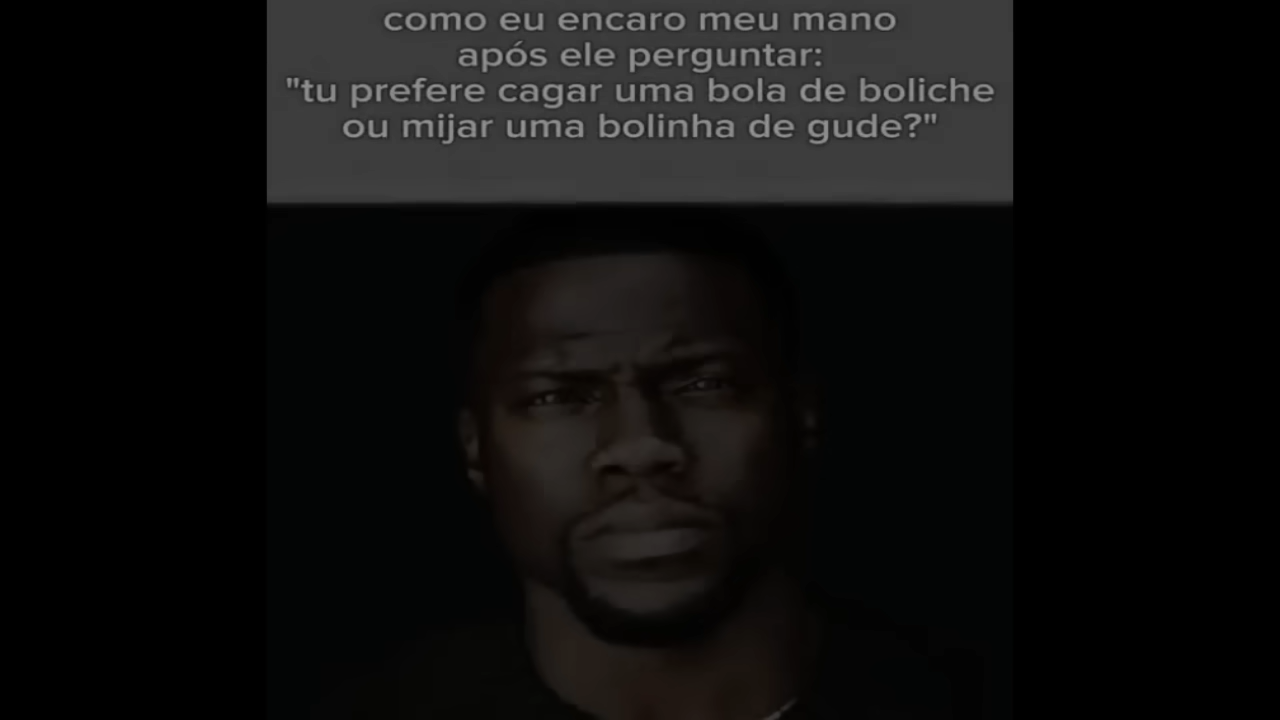 como eu encaro meu mano
após ele perguntar:
"tu prefere cagar uma bola de boliche
ou mijar uma bolinha de gude?"